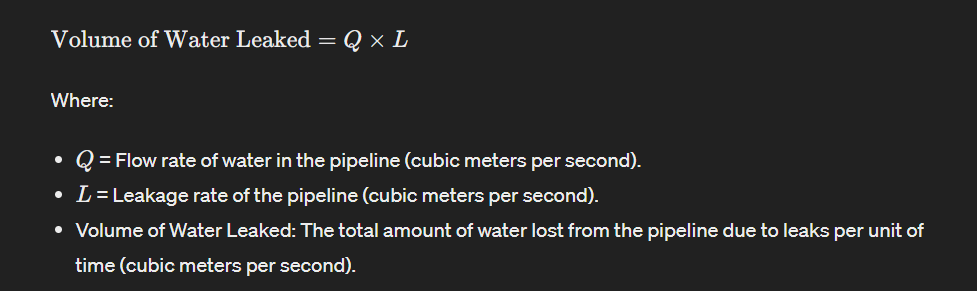 Volume of Water Leaked = Q × L
Where:
• Q = Flow rate of water in the pipeline (cubic meters per second).
• L = Leakage rate of the pipeline (cubic meters per second).
• Volume of Water Leaked: The total amount of water lost from the pipeline due to leaks per unit of
time (cubic meters per second).